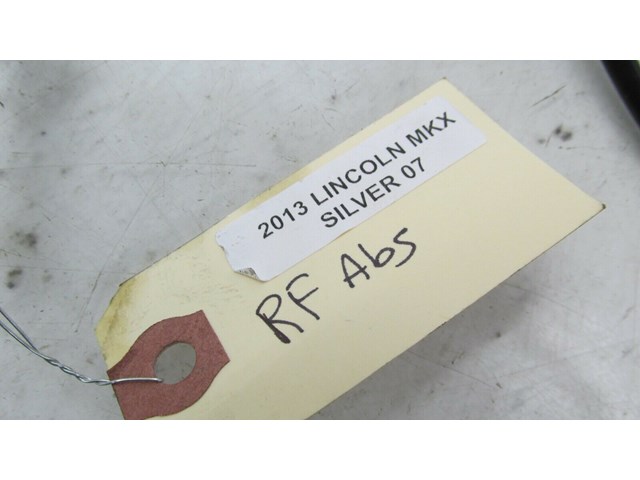 2013 LINCOLN MKX
SILVER 07
RF Abs